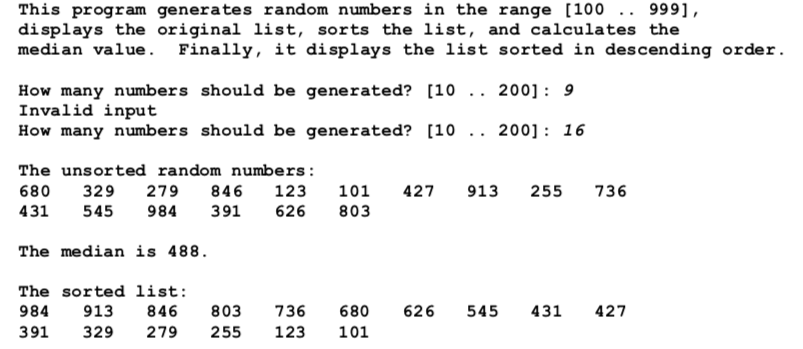 This program generates random numbers in the range [100 .. 999],
displays the original list, sorts the list, and calculates the
median value.  Finally, it displays the list sorted in descending order.
How many numbers should be generated? [10 .. 200]: 9
Invalid input
How many numbers should be generated? [10 .. 200]: 16
The unsorted random numbers:
680   329   279   846   123   101   427   913   255   736
431   545   984   391   626   803
The median is 488.
The sorted list:
984   913   846   803   736   680   626   545   431   427
391   329   279   255   123   101